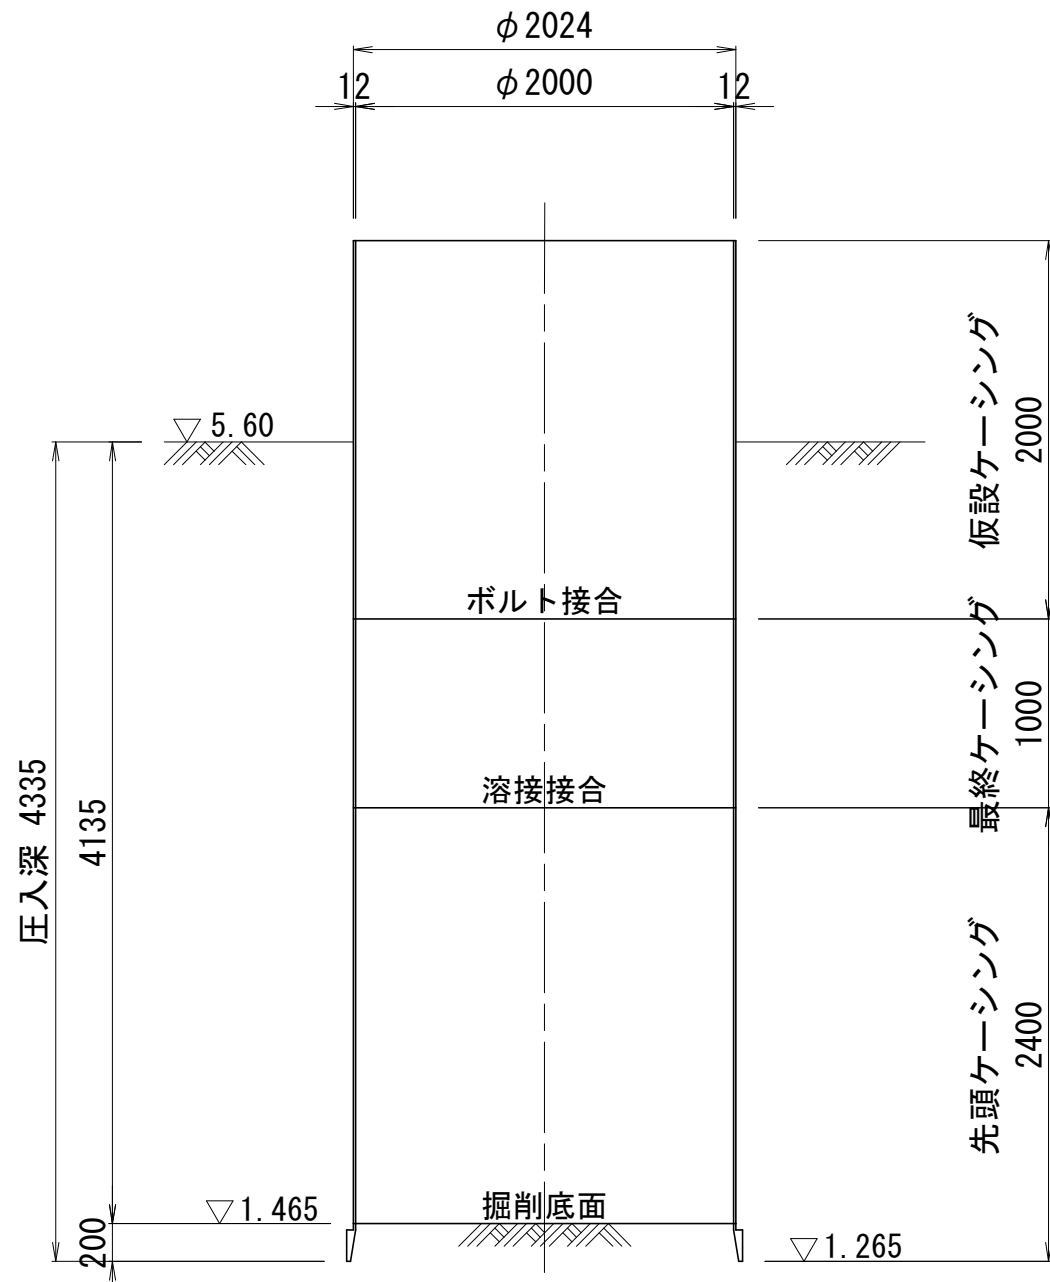 φ2024
12
φ2000
12
5.60
仮設ケーシング
2000
ボルト接合
最終ケーシング
1000
溶接接合
圧入深 4335
4135
先頭ケーシング
2400
掘削底面
1.465
200
1.265